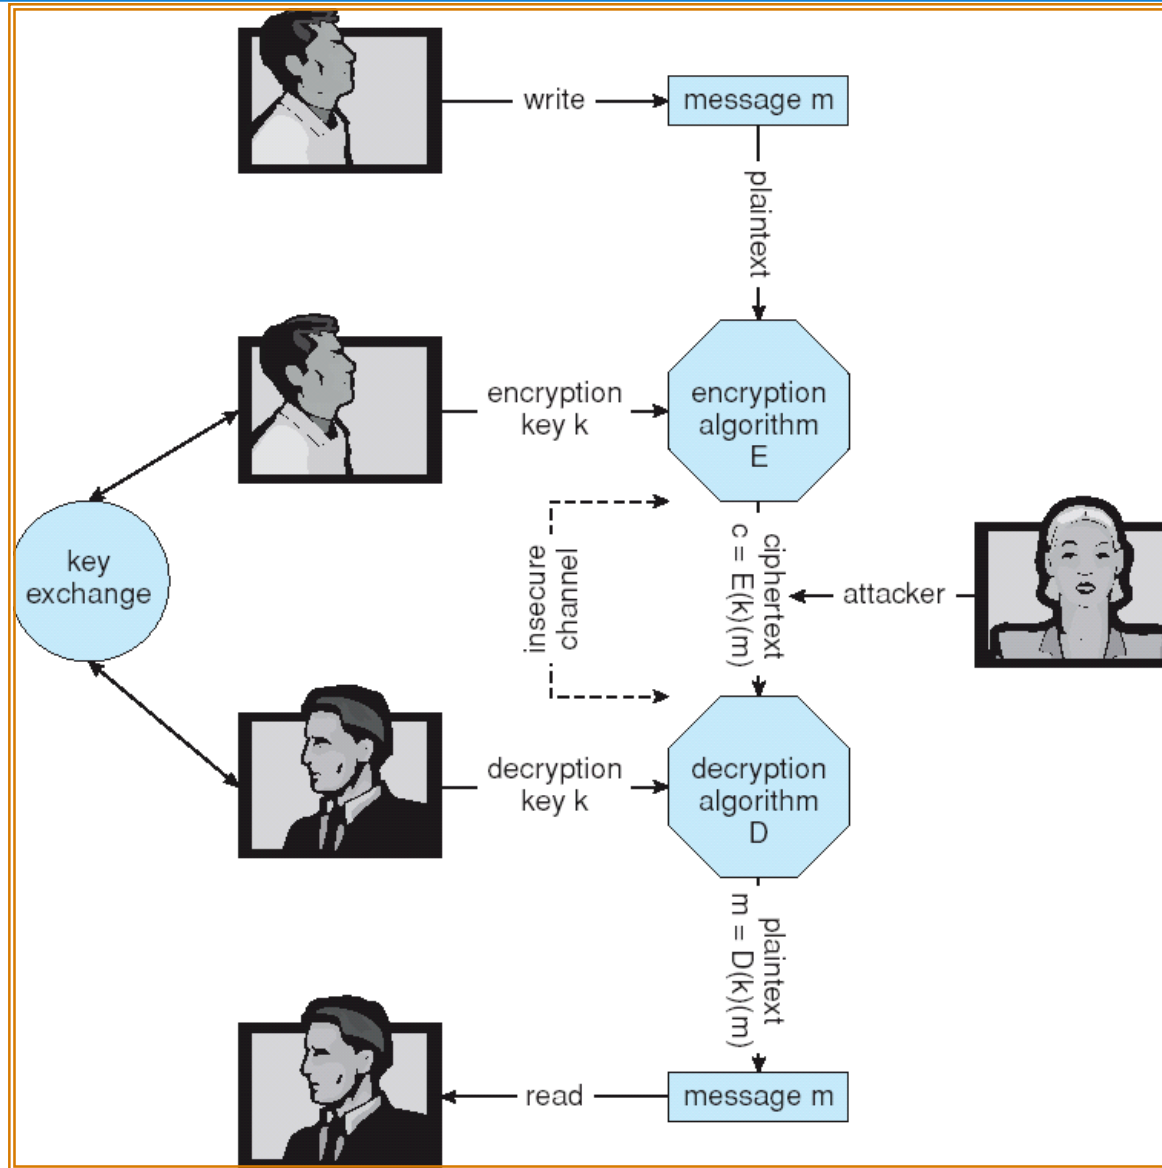 write
message m
plaintext
encryption
key k
encryption
algorithm
E
key
exchange
insecure
channel
ciphertext
c = E(k)(m)
attacker
decryption
key k
decryption
algorithm
D
plaintext
m = D(k)(m)
read
message m